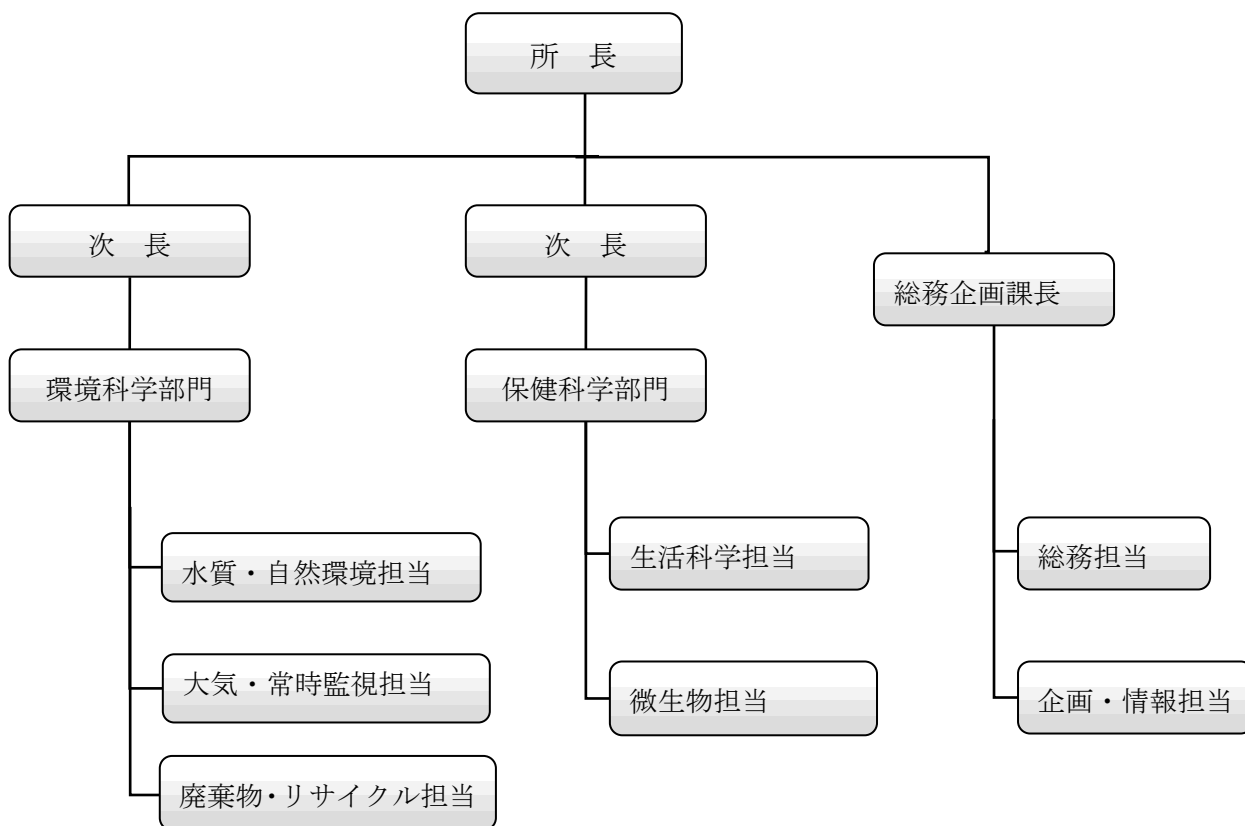 所　長
次　長
次　長
総務企画課長
環境科学部門
保健科学部門
水質・自然環境担当
生活科学担当
総務担当
大気・常時監視担当
微生物担当
企画・情報担当
廃棄物・リサイクル担当